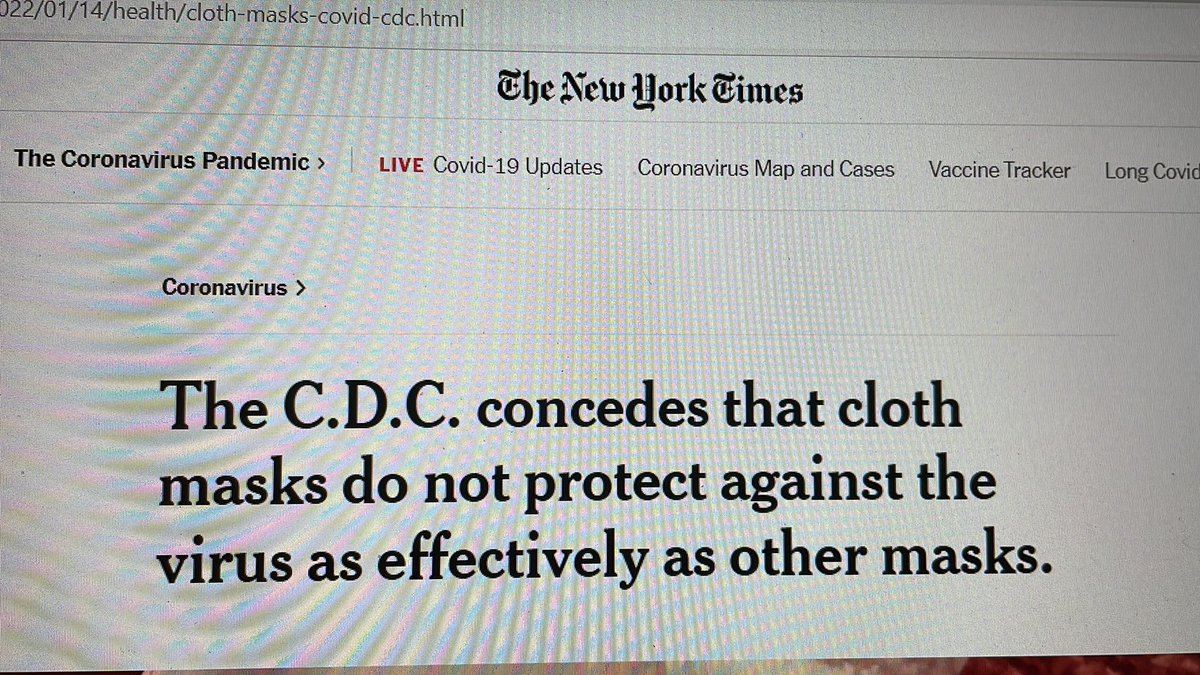 022/01/14/health/cloth-masks-covid-cdc.html
The New York Times
The Coronavirus Pandemic > LIVE Covid-19 Updates Coronavirus Map and Cases Vaccine Tracker Long Covid
Coronavirus >
The C.D.C. concedes that cloth
masks do not protect against the
virus as effectively as other masks.